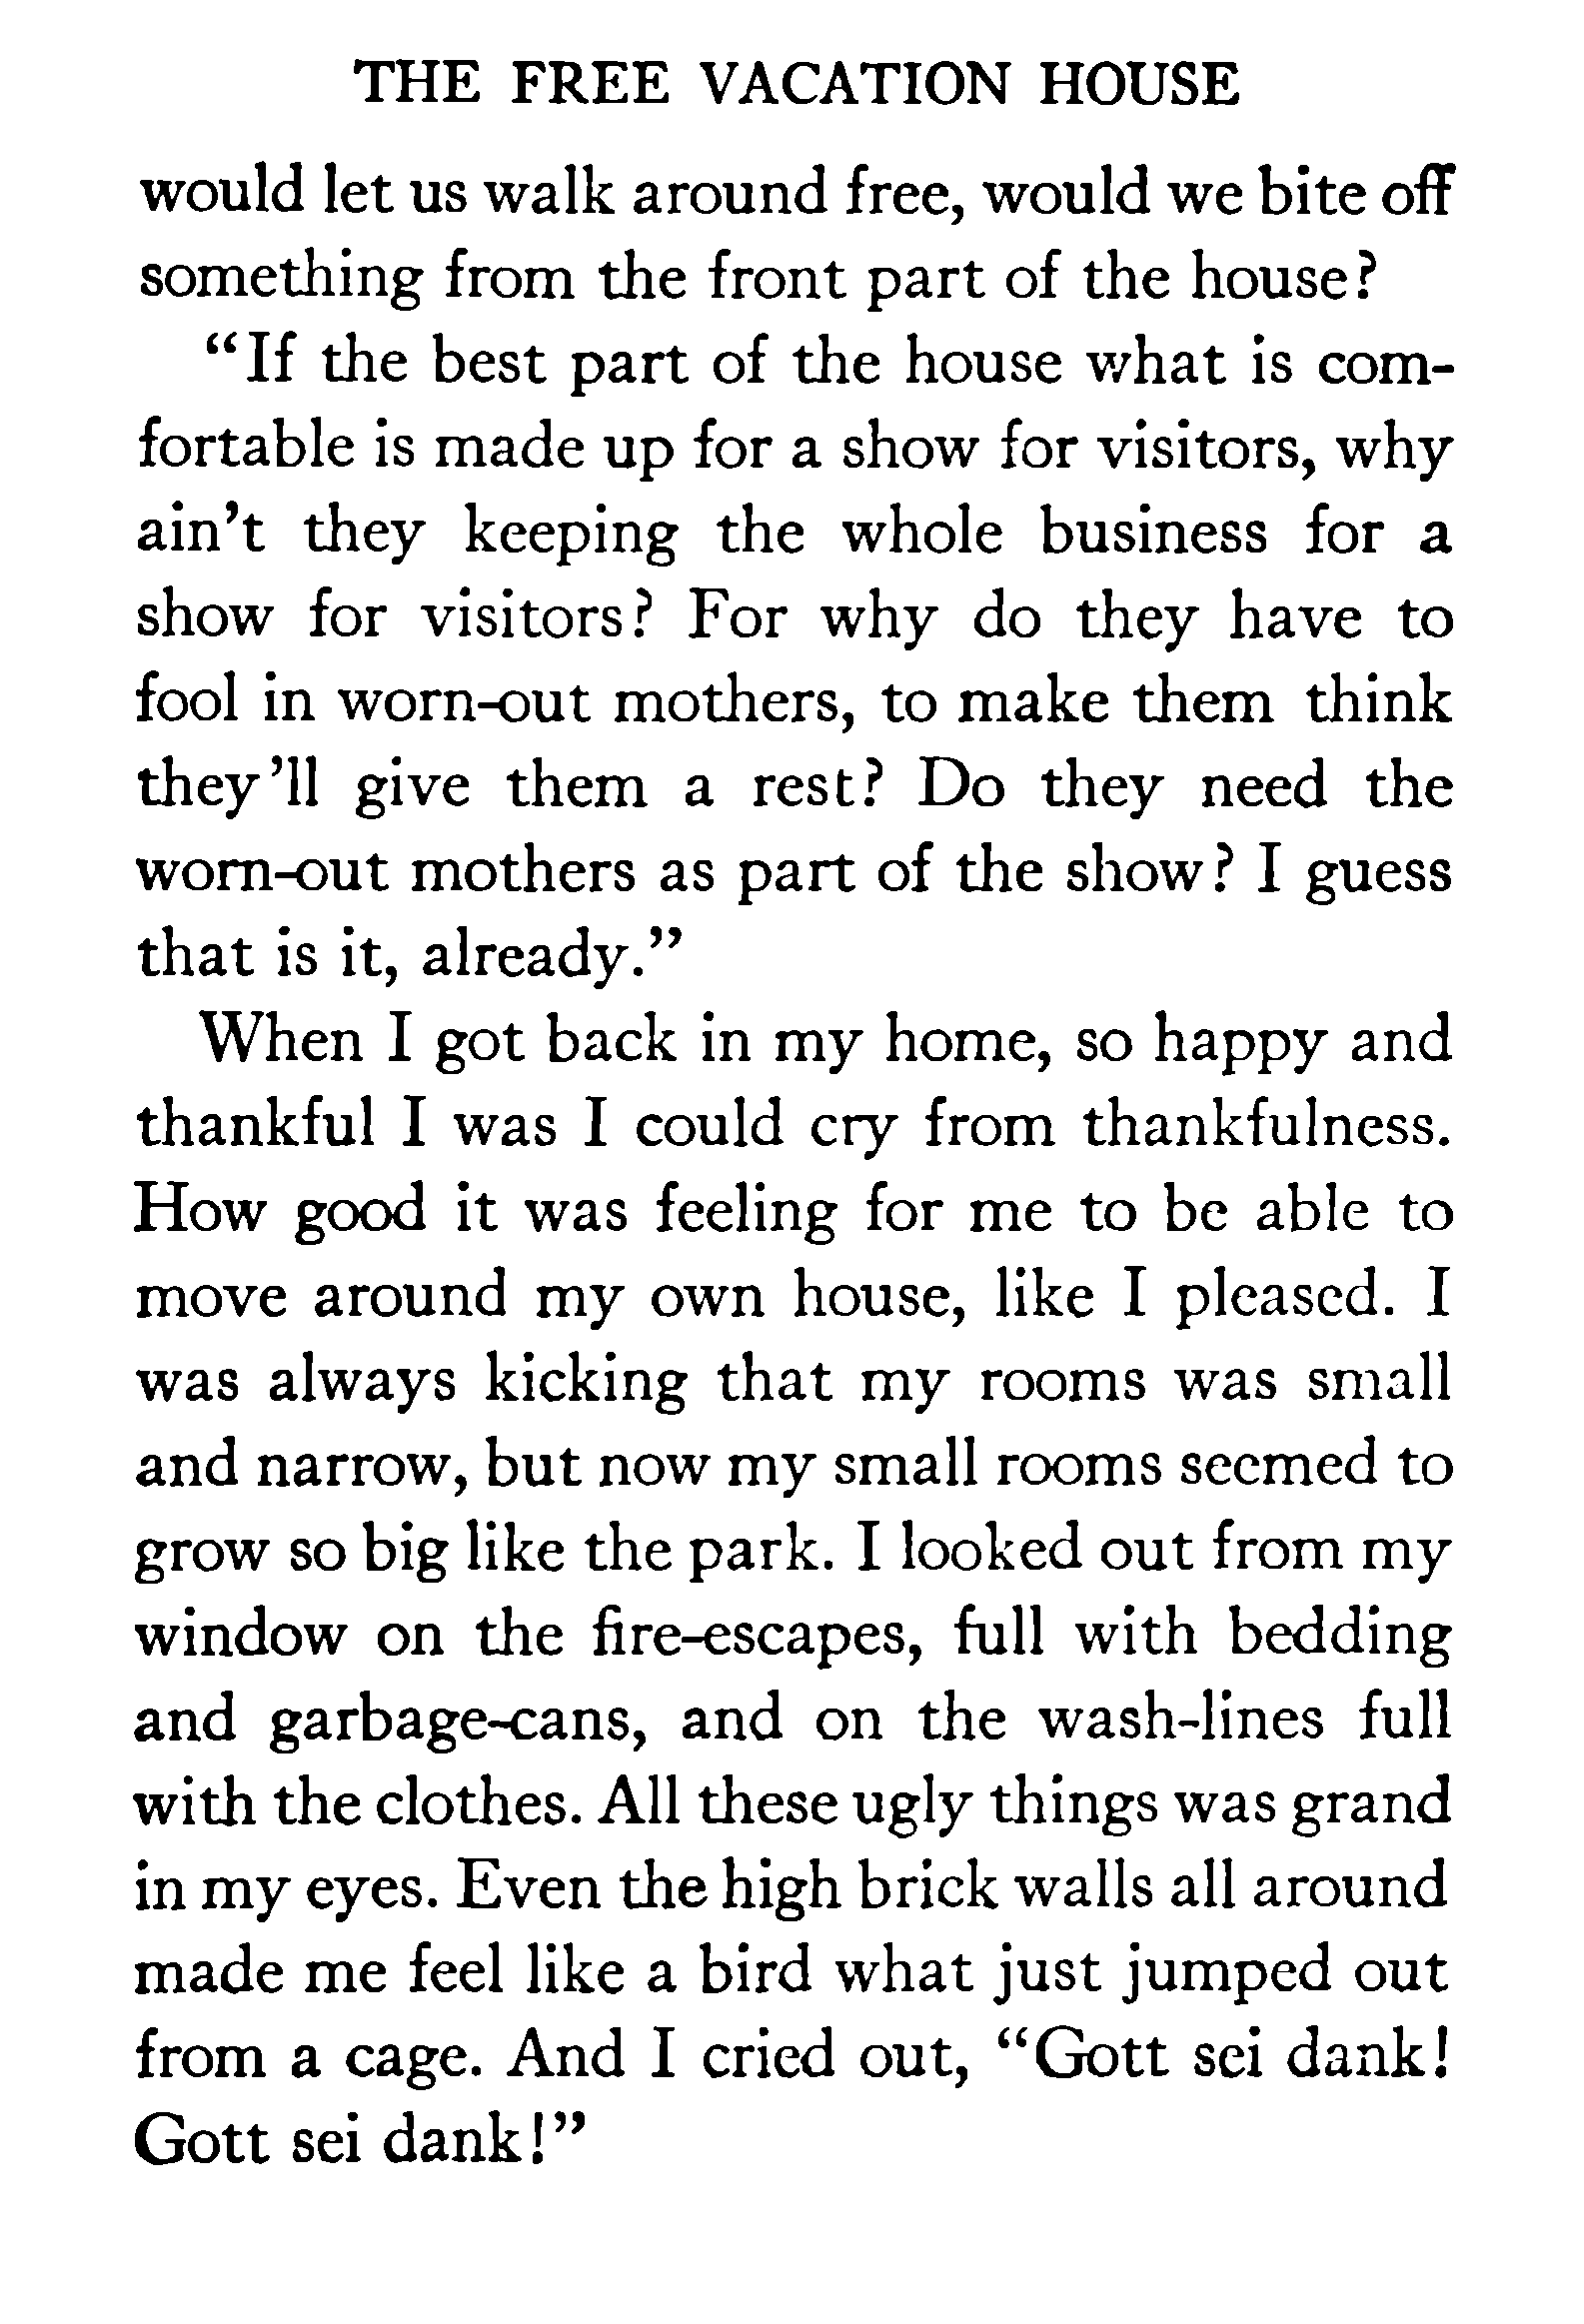 THE FREE VACATION HOUSE
would let us walk around free, would we bite off
something from the front part of the house?
“If the best part of the house what is com-
fortable is made up for a show for visitors, why
ain’t they keeping the whole business for a
show for visitors? For why do they have to
fool in worn-out mothers, to make them think
they’ll give them a rest? Do they need the
worn-out mothers as part of the show? I guess
that is it, already.”
When I got back in my home, so happy and
thankful I was I could cry from thankfulness.
How good it was feeling for me to be able to
move around my own house, like I pleased. I
was always kicking that my rooms was small
and narrow, but now my small rooms seemed to
grow so big like the park. I looked out from my
window on the fire-escapes, full with bedding
and garbage-cans, and on the wash-lines full
with the clothes. All these ugly things was grand
in my eyes. Even the high brick walls all around
made me feel like a bird what just jumped out
from a cage. And I cried out, “Gott sei dank!
Gott sei dank!”